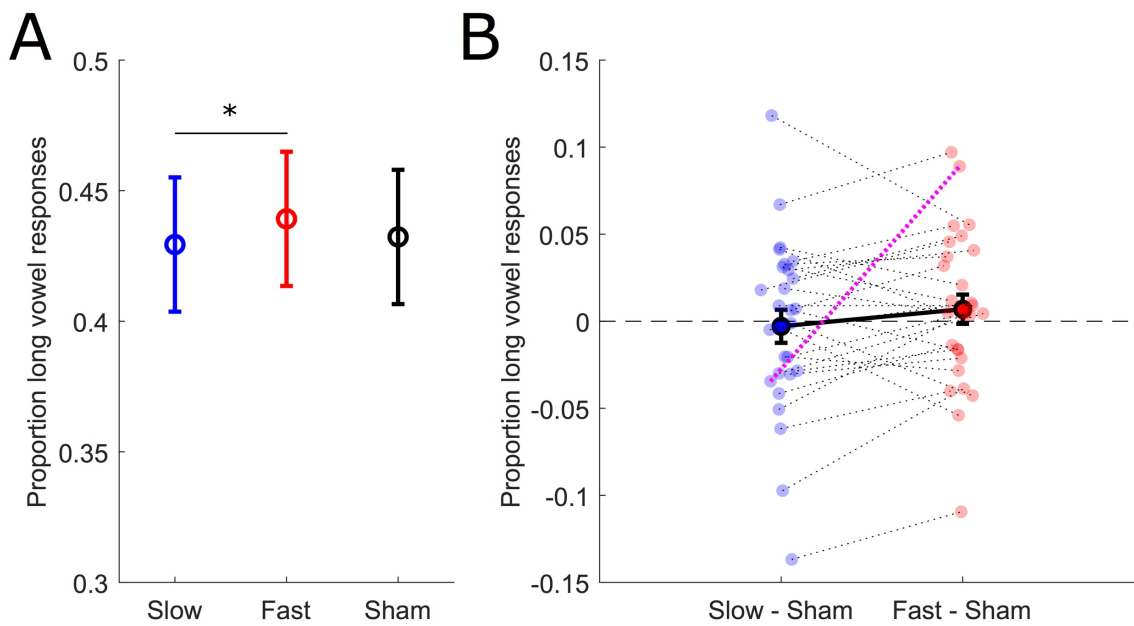 A
Proportion long vowel responses
0.5
0.45
0.4
0.35
0.3
*
Slow Fast Sham
B
Proportion long vowel responses
0.15
0.1
0.05
0
-0.05
-0.1
-0.15
Slow - Sham Fast - Sham